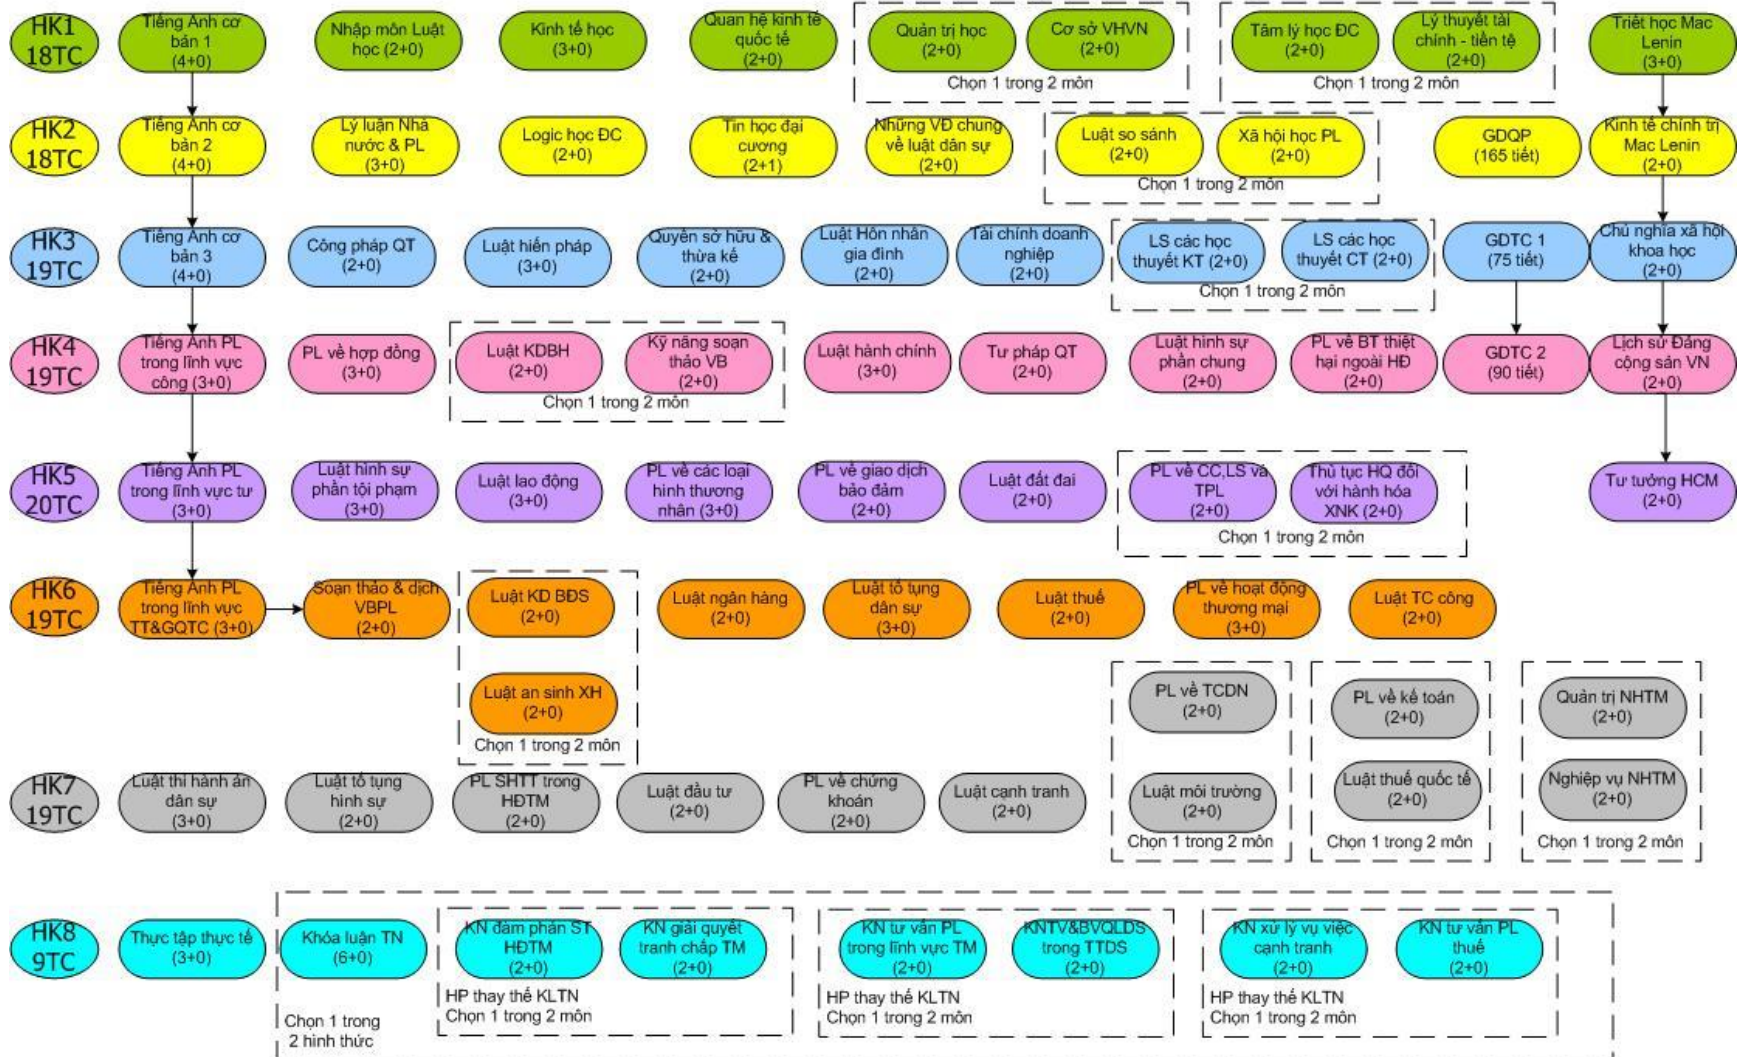 HK1
18TC
Tiếng Anh cơ
bản 1
(4+0)
Nhập môn Luật
học (2+0)
Kinh tế học
(3+0)
Quan hệ kinh tế
quốc tế
(2+0)
Quản trị học
(2+0)
Cơ sở VHVN
(2+0)
Chọn 1 trong 2 môn
Tâm lý học ĐC
(2+0)
Lý thuyết tài
chính - tiền tệ
(2+0)
Chọn 1 trong 2 môn
Triết học Mac
Lenin
(3+0)
HK2
18TC
Tiếng Anh cơ
bản 2
(4+0)
Lý luận Nhà
nước & PL
(3+0)
Logic học ĐC
(2+0)
Tin học đại
cương
(2+1)
Những VĐ chung
về luật dân sự
(2+0)
Luật so sánh
(2+0)
Xã hội học PL
(2+0)
Chọn 1 trong 2 môn
GDQP
(165 tiết)
Kinh tế chính trị
Mac Lenin
(2+0)
HK3
19TC
Tiếng Anh cơ
bản 3
(4+0)
Công pháp QT
(2+0)
Luật hiến pháp
(3+0)
Quyền sở hữu &
thừa kế
(2+0)
Luật Hôn nhân
gia đình
(2+0)
Tài chính doanh
nghiệp
(2+0)
LS các học
thuyết KT (2+0)
LS các học
thuyết CT (2+0)
Chọn 1 trong 2 môn
GDTC 1
(75 tiết)
Chủ nghĩa xã hội
khoa học
(2+0)
HK4
19TC
Tiếng Anh PL
trong lĩnh vực
công (3+0)
PL về hợp đồng
(3+0)
Luật KDBH
(2+0)
Kỹ năng soạn
thảo VB
(2+0)
Chọn 1 trong 2 môn
Luật hành chính
(3+0)
Tư pháp QT
(2+0)
Luật hình sự
phần chung
(2+0)
PL về BT thiệt
hại ngoài HĐ
(2+0)
GDTC 2
(90 tiết)
Lịch sử Đảng
cộng sản VN
(2+0)
HK5
20TC
Tiếng Anh PL
trong lĩnh vực tư
(3+0)
Luật hình sự
phần tội phạm
(3+0)
Luật lao động
(3+0)
PL về các loại
hình thương
nhân (3+0)
PL về giao dịch
bảo đảm
(2+0)
Luật đất đai
(2+0)
PL về CC,LS và
TPL
(2+0)
Thủ tục HQ đối
với hành hóa
XNK (2+0)
Chọn 1 trong 2 môn
Tư tưởng HCM
(2+0)
HK6
19TC
Tiếng Anh PL
trong lĩnh vực
TT&GQTC (3+0)
Soạn thảo & dịch
VBPL
(2+0)
Luật KD BĐS
(2+0)
Luật ngân hàng
(2+0)
Luật tố tụng
dân sự
(3+0)
Luật thuế
(2+0)
PL về hoạt động
thương mại
(3+0)
Luật TC công
(2+0)
Luật an sinh XH
(2+0)
Chọn 1 trong 2 môn
PL về TCDN
(2+0)
PL về kế toán
(2+0)
Quản trị NHTM
(2+0)
HK7
19TC
Luật thi hành án
dân sự
(3+0)
Luật tố tụng
hình sự
(2+0)
PL SHTT trong
HĐTM
(2+0)
Luật đầu tư
(2+0)
PL về chứng
khoán
(2+0)
Luật cạnh tranh
(2+0)
Luật môi trường
(2+0)
Chọn 1 trong 2 môn
Luật thuế quốc tế
(2+0)
Chọn 1 trong 2 môn
Nghiệp vụ NHTM
(2+0)
Chọn 1 trong 2 môn
HK8
9TC
Thực tập thực tế
(3+0)
Khóa luận TN
(6+0)
Chọn 1 trong
2 hình thức
KN đàm phán ST
HĐTM
(2+0)
KN giải quyết
tranh chấp TM
(2+0)
HP thay thế KLTN
Chọn 1 trong 2 môn
KN tư vấn PL
trong lĩnh vực TM
(2+0)
KNTV&BVQLDS
trong TTDS
(2+0)
HP thay thế KLTN
Chọn 1 trong 2 môn
KN xử lý vụ việc
cạnh tranh
(2+0)
KN tư vấn PL
thuế
(2+0)
HP thay thế KLTN
Chọn 1 trong 2 môn